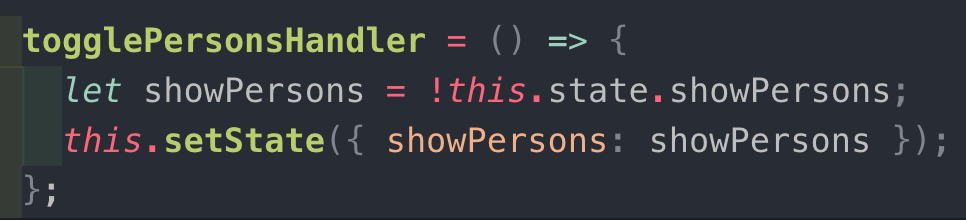 togglePersonsHandler = () => {
  let showPersons = !this.state.showPersons;
  this.setState({ showPersons: showPersons });
};